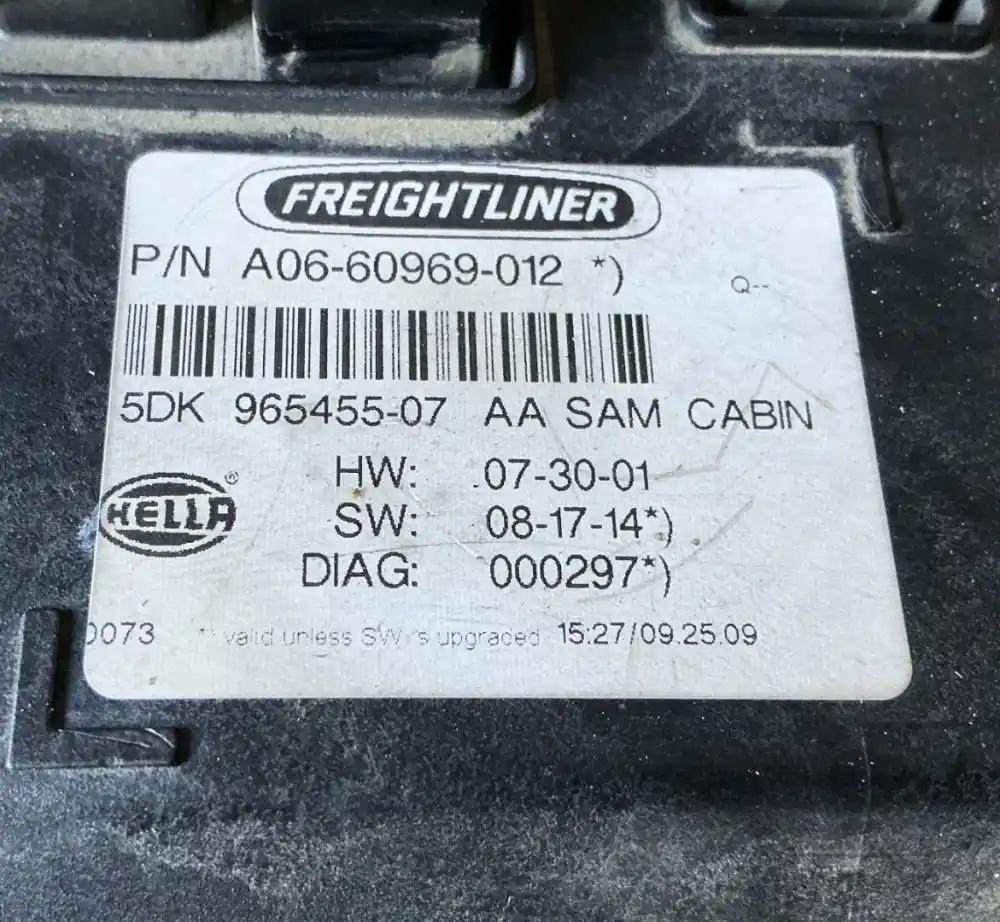 FREIGHTLINER
P/N A06-60969-012 *)
Q--
5DK 965455-07 AA SAM CABIN
HW: 07-30-01
HELLA®
SW: 08-17-14*)
DIAG: 000297*)
0073 *) valid unless SW is upgraded 15:27/09.25.09